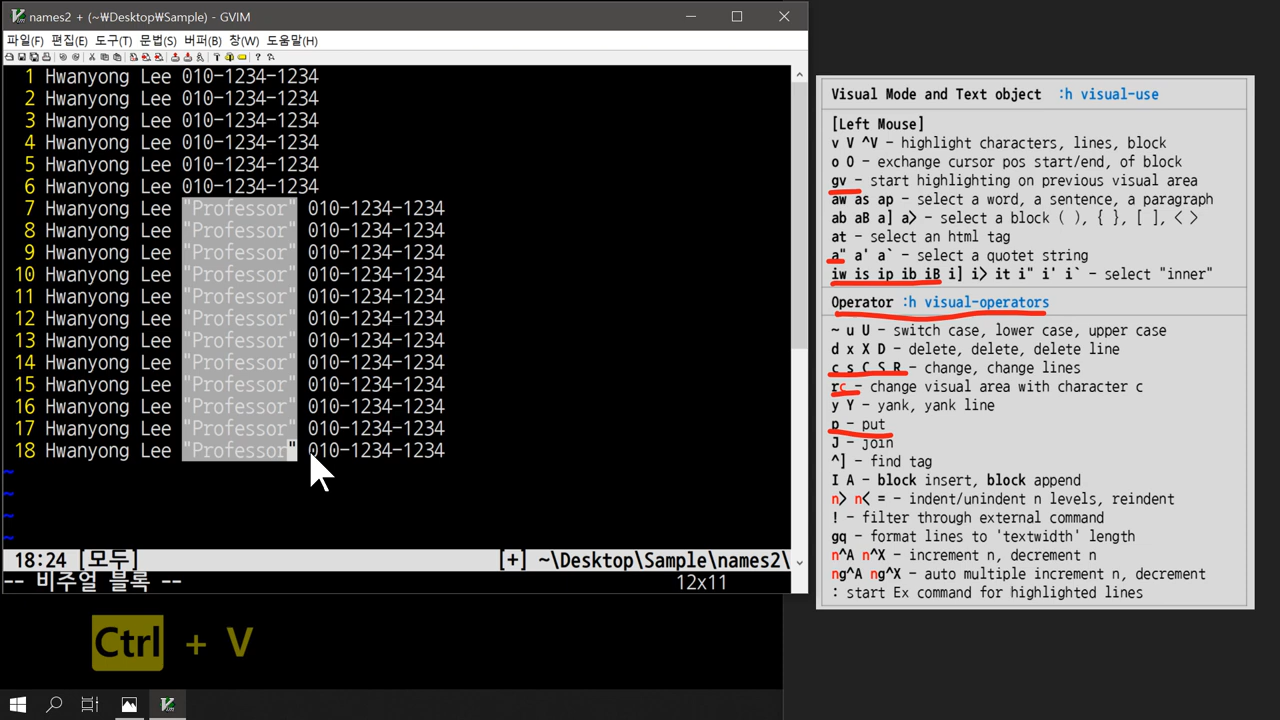 names2 + (~₩Desktop₩Sample) - GVIM
파일(F) 편집(E) 도구(T) 문법(S) 버퍼(B) 창(W) 도움말(H)
1 Hwanyong Lee 010-1234-1234
2 Hwanyong Lee 010-1234-1234
3 Hwanyong Lee 010-1234-1234
4 Hwanyong Lee 010-1234-1234
5 Hwanyong Lee 010-1234-1234
6 Hwanyong Lee 010-1234-1234
7 Hwanyong Lee "Professor" 010-1234-1234
8 Hwanyong Lee "Professor" 010-1234-1234
9 Hwanyong Lee "Professor" 010-1234-1234
10 Hwanyong Lee "Professor" 010-1234-1234
11 Hwanyong Lee "Professor" 010-1234-1234
12 Hwanyong Lee "Professor" 010-1234-1234
13 Hwanyong Lee "Professor" 010-1234-1234
14 Hwanyong Lee "Professor" 010-1234-1234
15 Hwanyong Lee "Professor" 010-1234-1234
16 Hwanyong Lee "Professor" 010-1234-1234
17 Hwanyong Lee "Professor" 010-1234-1234
18 Hwanyong Lee "Professor" 010-1234-1234
~
~
~
~
18:24 [모두] [+] ~\Desktop\Sample\names2\
-- 비주얼 블록 -- 12x11
Ctrl + V
Visual Mode and Text object :h visual-use
[Left Mouse]
v V ^V - highlight characters, lines, block
o O - exchange cursor pos start/end, of block
gv - start highlighting on previous visual area
aw as ap - select a word, a sentence, a paragraph
ab aB a] a> - select a block ( ), { }, [ ], < >
at - select an html tag
a" a' a` - select a quotet string
iw is ip ib iB i] i> it i" i' i` - select "inner"
Operator :h visual-operators
~ u U - switch case, lower case, upper case
d x X D - delete, delete, delete line
c s C S R - change, change lines
rc - change visual area with character c
y Y - yank, yank line
p - put
J - join
^] - find tag
I A - block insert, block append
n> n< = - indent/unindent n levels, reindent
! - filter through external command
gq - format lines to 'textwidth' length
n^A n^X - increment n, decrement n
ng^A ng^X - auto multiple increment n, decrement
: start Ex command for highlighted lines